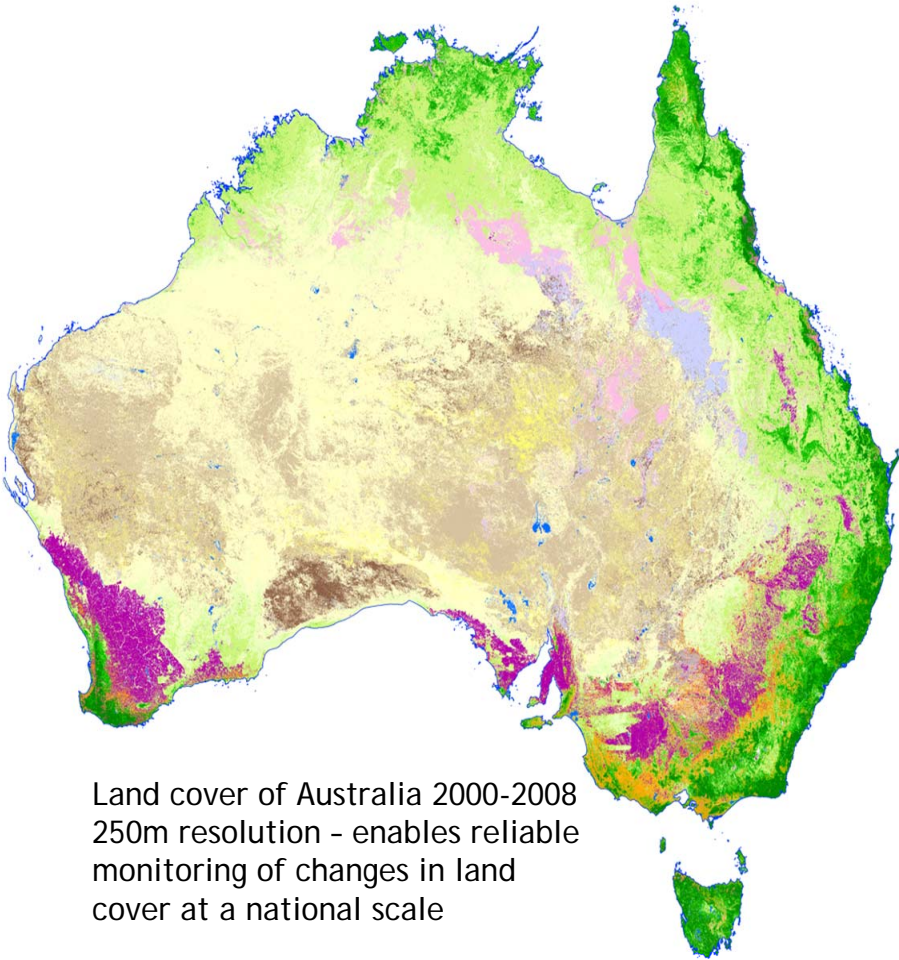 Land cover of Australia 2000-2008
250m resolution – enables reliable
monitoring of changes in land
cover at a national scale